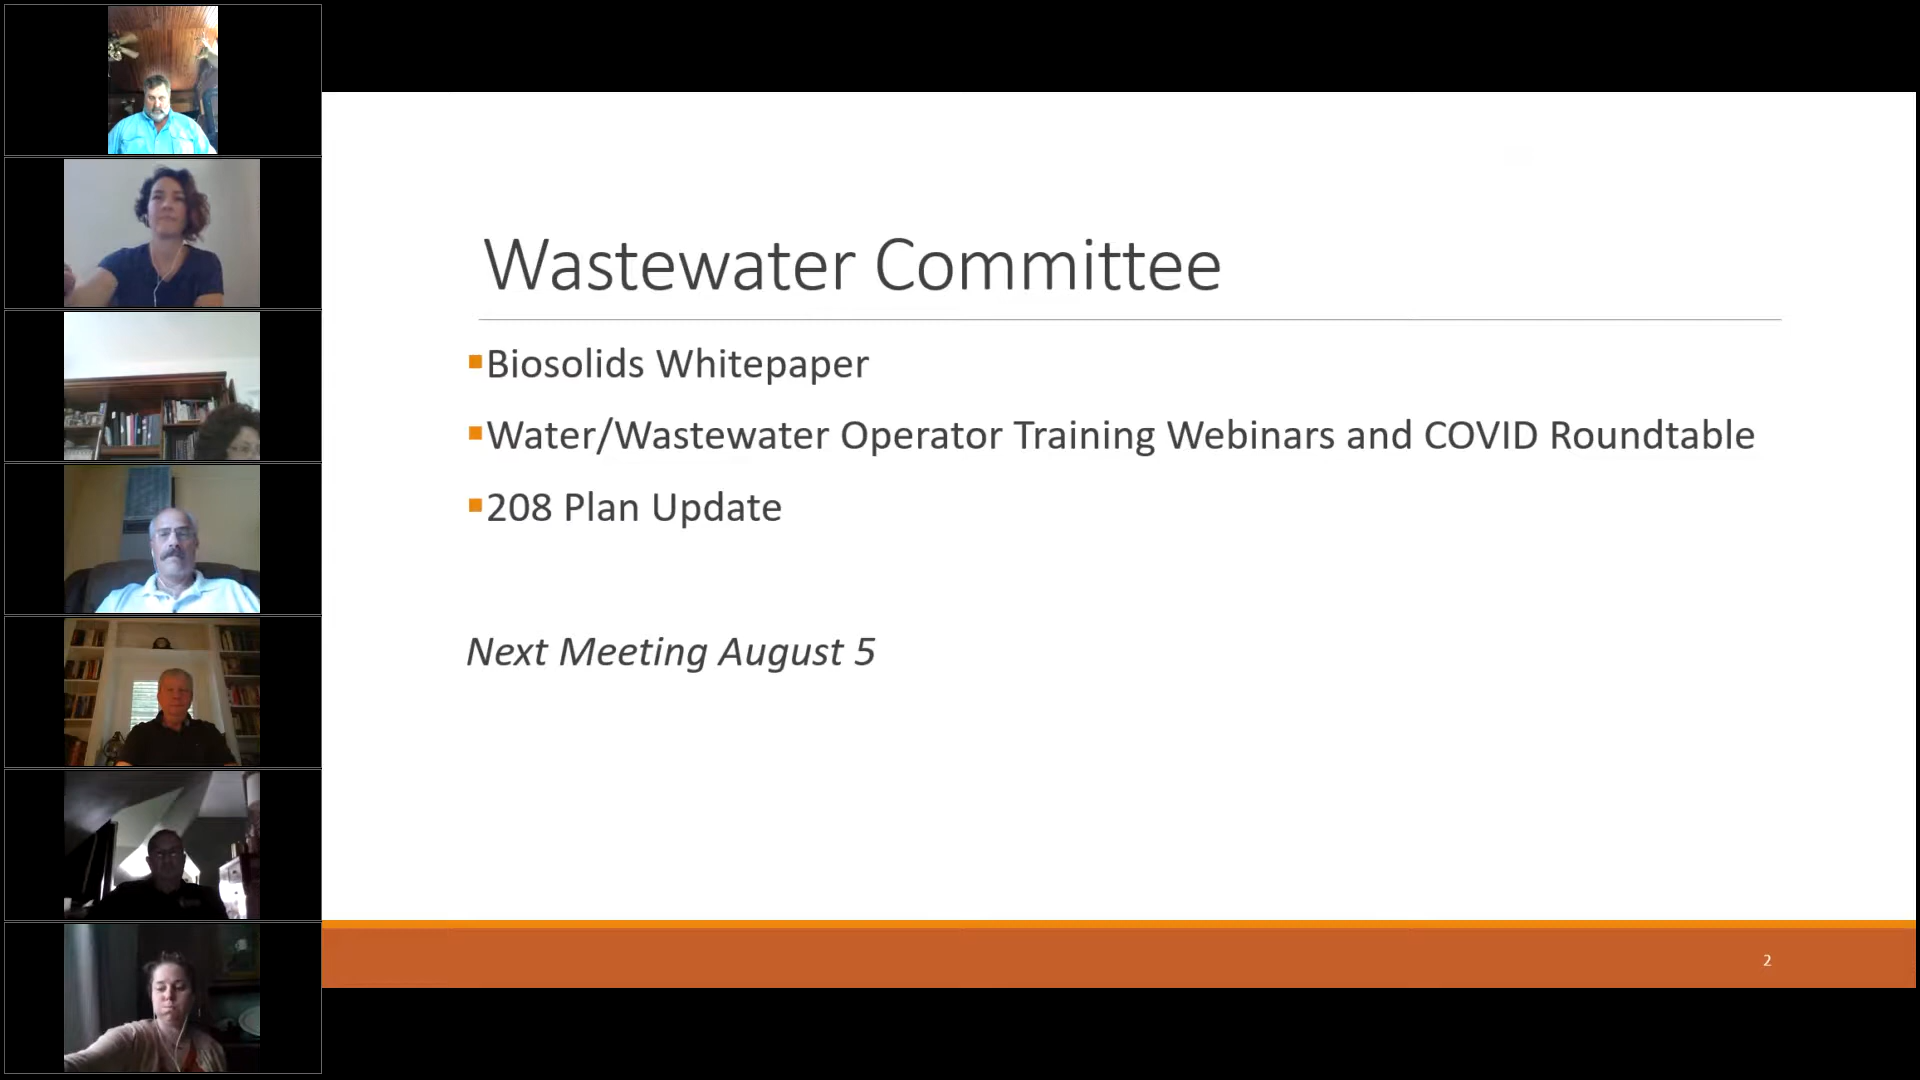 Wastewater Committee
▪Biosolids Whitepaper
▪Water/Wastewater Operator Training Webinars and COVID Roundtable
▪208 Plan Update
Next Meeting August 5
2